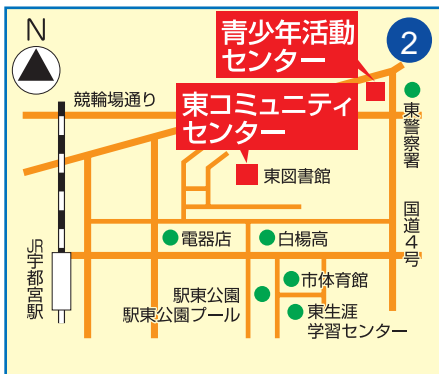 N
2
青少年活動
センター
競輪場通り
東コミュニティ
センター
東警察署
東図書館
国道4号
電器店
白楊高
JR宇都宮駅
市体育館
駅東公園
駅東公園プール
東生涯
学習センター